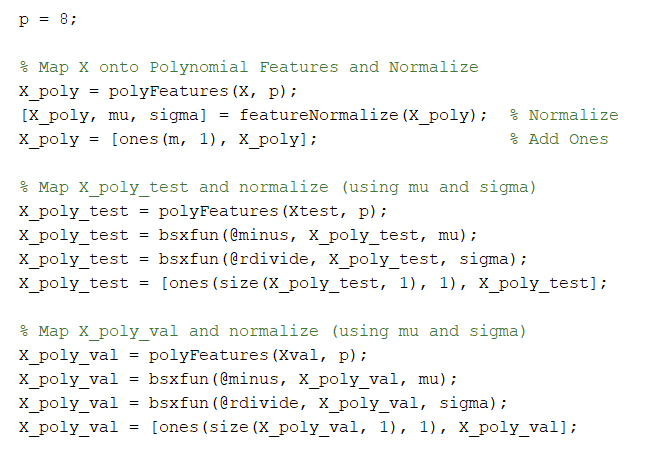 p = 8;
% Map X onto Polynomial Features and Normalize
X_poly = polyFeatures(X, p);
[X_poly, mu, sigma] = featureNormalize(X_poly);  % Normalize
X_poly = [ones(m, 1), X_poly];                   % Add Ones
% Map X_poly_test and normalize (using mu and sigma)
X_poly_test = polyFeatures(Xtest, p);
X_poly_test = bsxfun(@minus, X_poly_test, mu);
X_poly_test = bsxfun(@rdivide, X_poly_test, sigma);
X_poly_test = [ones(size(X_poly_test, 1), 1), X_poly_test];
% Map X_poly_val and normalize (using mu and sigma)
X_poly_val = polyFeatures(Xval, p);
X_poly_val = bsxfun(@minus, X_poly_val, mu);
X_poly_val = bsxfun(@rdivide, X_poly_val, sigma);
X_poly_val = [ones(size(X_poly_val, 1), 1), X_poly_val];